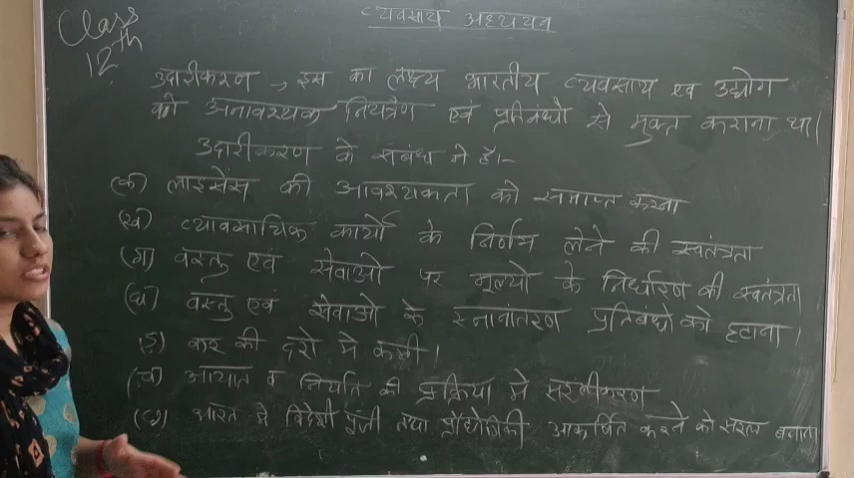 Class
12th
व्यवसाय अध्ययन
उदारीकरण, इस का लक्ष्य भारतीय व्यवसाय एवं उद्योग
को अनावश्यक नियंत्रण एवं प्रतिबंधों से मुक्त कराना था।
उदारीकरण के संबंध मे है।-
(क) लाइसेंस की आवश्यकता को समाप्त करना
(ख) व्यावसायिक कार्यों के निर्णय लेने की स्वतंत्रता
(ग) वस्तु एवं सेवाओं पर मूल्यो के निर्धारण की स्वतंत्रता
(घ) वस्तु एवं सेवाओ के स्नानांतरण प्रतिबंधो को हटाना।
(ङ) कर की दरो मे कमी।
(च) आयात व निर्यात की प्रक्रिया मे सरलीकरण
(छ) भारत मे विदेशी पूंजी तथा प्रौद्योगिकी आकर्षित करने को सरल बनाना